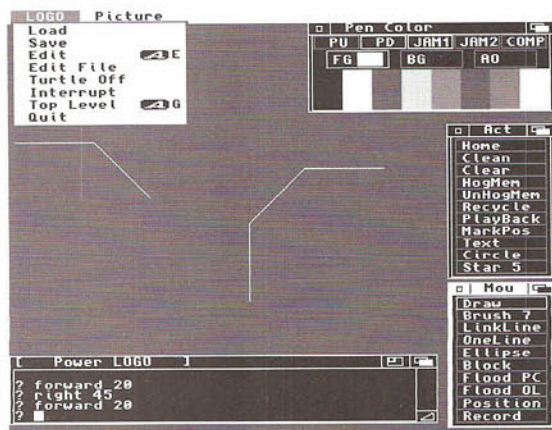 LOGO Picture
Load
Save
Edit A E
Edit File
Turtle Off
Interrupt
Top Level A G
Quit
Pen Color
PU PD JAM1 JAM2 COMP
FG BG AO
Act
Home
Clean
Clear
HogMem
UnHogMem
Recycle
PlayBack
MarkPos
Text
Circle
Star 5
Mou
Draw
Brush 7
LinkLine
OneLine
Ellipse
Block
Flood PC
Flood OL
Position
Record
[ Power LOGO ]
? forward 20
? right 45
? forward 20
?